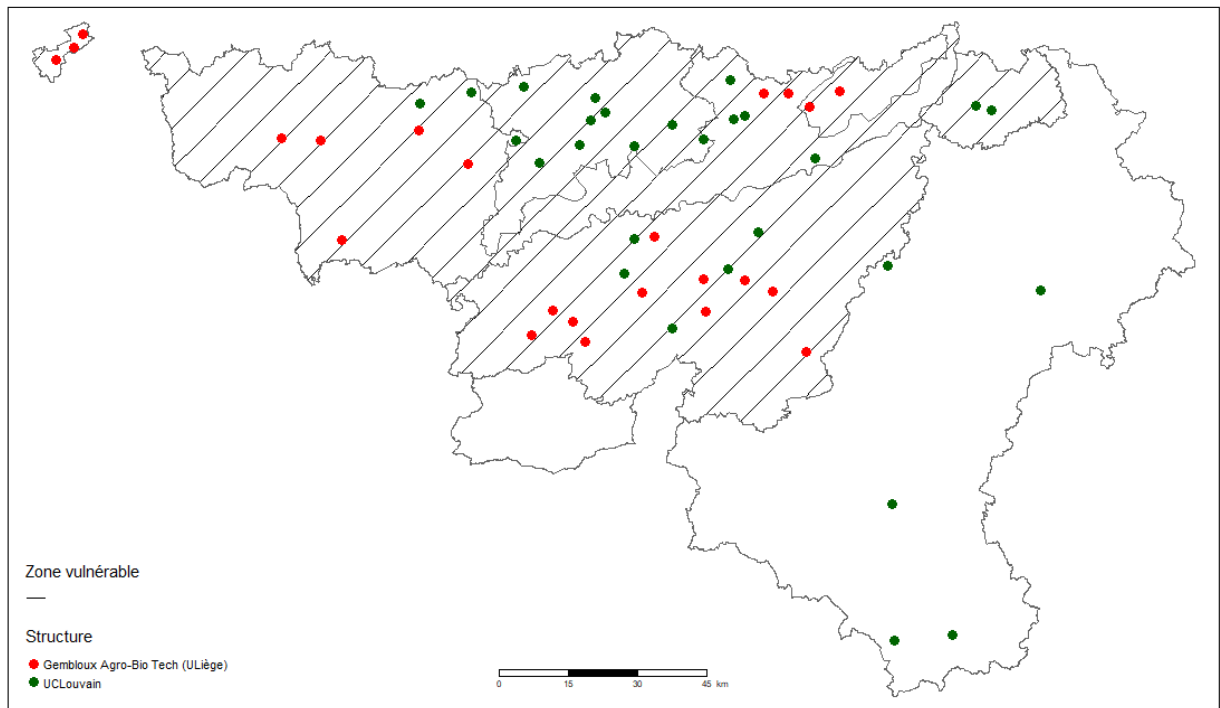 Zone vulnérable
Structure
Gembloux Agro-Bio Tech (ULiège)
UCLouvain
0 15 30 45 km